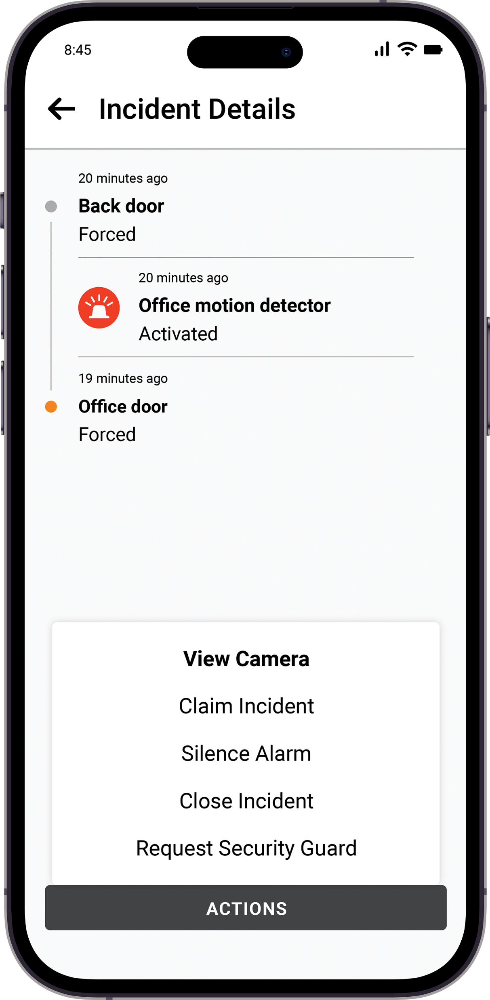 8:45
Incident Details
20 minutes ago
Back door
Forced
20 minutes ago
Office motion detector
Activated
19 minutes ago
Office door
Forced
View Camera
Claim Incident
Silence Alarm
Close Incident
Request Security Guard
ACTIONS